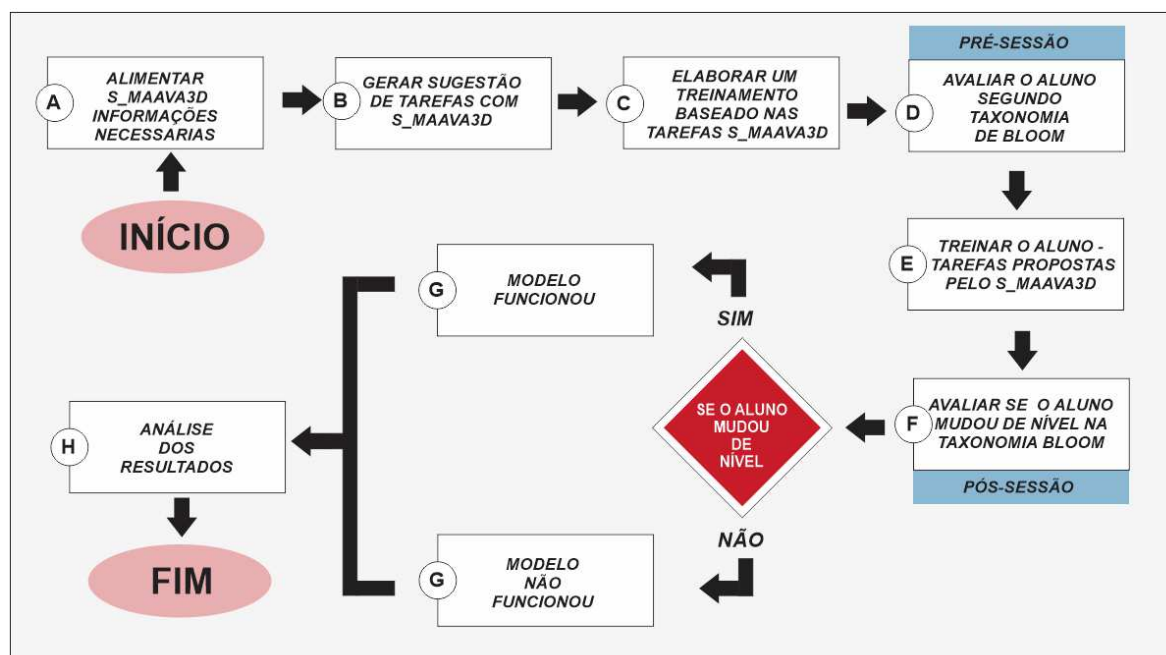 A
ALIMENTAR
S_MAAVA3D
INFORMAÇÕES
NECESSARIAS
B
GERAR SUGESTÃO
DE TAREFAS COM
S_MAAVA3D
C
ELABORAR UM
TREINAMENTO
BASEADO NAS
TAREFAS S_MAAVA3D
PRÉ-SESSÃO
D
AVALIAR O ALUNO
SEGUNDO
TAXONOMIA
DE BLOOM
INÍCIO
E
TREINAR O ALUNO -
TAREFAS PROPOSTAS
PELO S_MAAVA3D
F
AVALIAR SE O ALUNO
MUDOU DE NÍVEL NA
TAXONOMIA BLOOM
PÓS-SESSÃO
SE O ALUNO
MUDOU
DE
NÍVEL
SIM
G
MODELO
FUNCIONOU
NÃO
G
MODELO
NÃO
FUNCIONOU
H
ANÁLISE
DOS
RESULTADOS
FIM